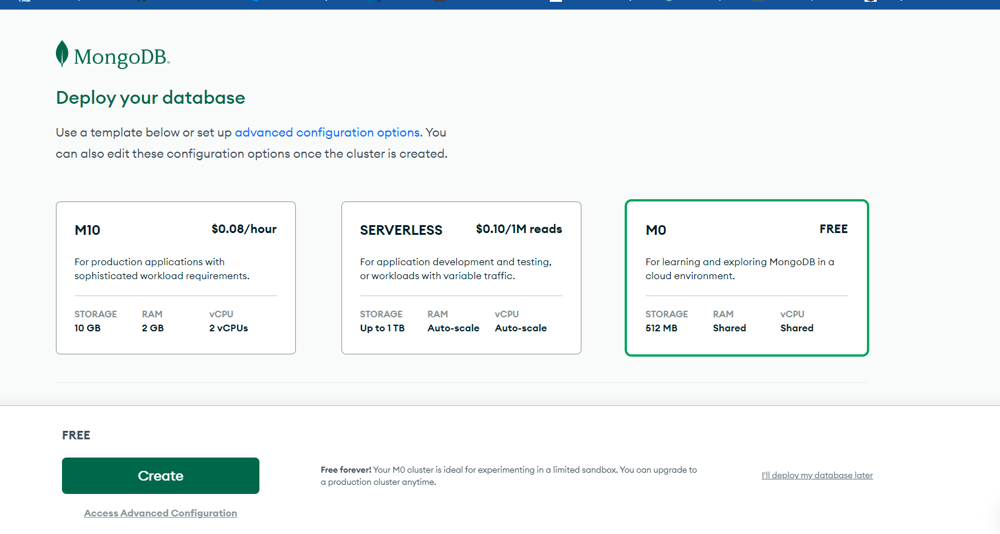 MongoDB
Deploy your database
Use a template below or set up advanced configuration options. You
can also edit these configuration options once the cluster is created.
M10 $0.08/hour
For production applications with
sophisticated workload requirements.
STORAGE RAM vCPU
10 GB 2 GB 2 vCPUs
SERVERLESS $0.10/1M reads
For application development and testing,
or workloads with variable traffic.
STORAGE RAM vCPU
Up to 1 TB Auto-scale Auto-scale
M0 FREE
For learning and exploring MongoDB in a
cloud environment.
STORAGE RAM vCPU
512 MB Shared Shared
FREE
Create
Access Advanced Configuration
Free forever! Your M0 cluster is ideal for experimenting in a limited sandbox. You can upgrade to
a production cluster anytime.
I'll deploy my database later